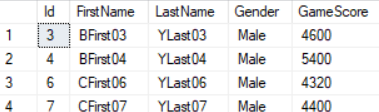 Id FirstName LastName Gender GameScore
1 3 BFirst03 YLast03 Male 4600
2 4 BFirst04 YLast04 Male 5400
3 6 CFirst06 YLast06 Male 4320
4 7 CFirst07 YLast07 Male 4400